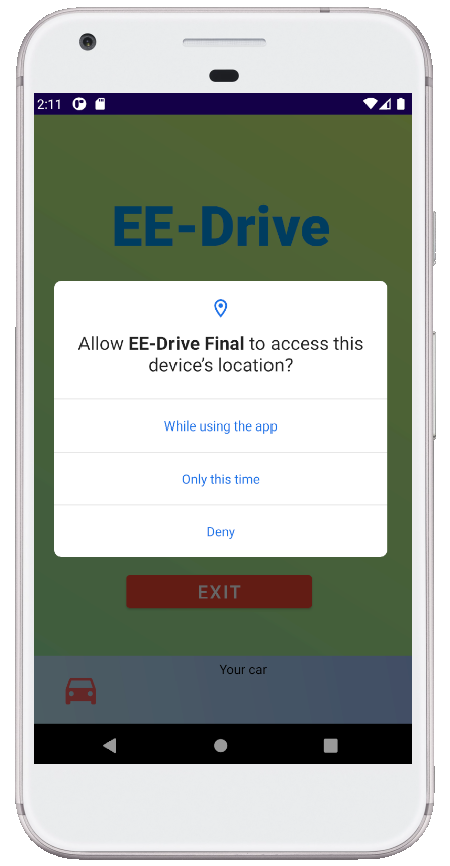 2:11
EE-Drive
Allow EE-Drive Final to access this
device's location?
While using the app
Only this time
Deny
EXIT
Your car